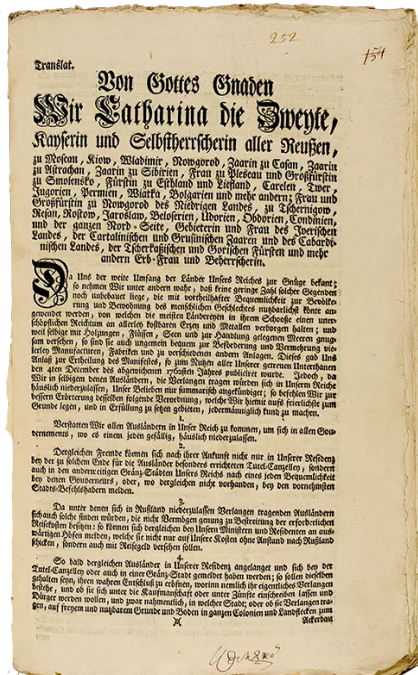 252
154
Translat.
Von Gottes Gnaden
Wir Catharina die Zweyte,
Kayserin und Selbstherrscherin aller Reußen,
zu Moscau, Kiow, Wladimir, Nowgorod, Zaarin zu Casan, Zaarin
zu Astrachan, Zaarin zu Sibirien, Frau zu Plescau und Großfürstin
zu Smolensko, Fürstin zu Esthland und Liefland, Carelen, Twer
Jugorien, Permien, Wiatka, Bolgarien und mehr andern; Frau und
Großfürstin zu Nowgorod des Niedrigen Landes, zu Tschernigow,
Resan, Rostow, Jaroslaw, Beloserien, Udorien, Obdorien, Condinien,
und der ganzen Nord-Seite, Gebieterin und Frau des Jverischen
Landes, der Cartalinischen und Grusinischen Zaaren und des Cabardi-
nischen Landes, der Tscherkaßischen und Gorischen Fürsten und mehr
andern Erb-Frau und Beherrscherin.
Da Uns der weite Umfang der Länder Unsers Reiches zur Gnüge bekant;
so nehmen Wir unter andern wahr, daß keine geringe Zahl solcher Gegenden
noch unbebaut liege, die mit vortheilhafter Bequemlichkeit zur Bevölke-
rung und Bewohnung des menschlichen Geschlechtes nutzbarlichst könte an-
gewendet werden, von welchen die meisten Ländereyen in ihrem Schooße einen uner-
schöpflichen Reichtum an allerley kostbaren Erzen und Metallen verborgen halten; und
weil selbige mit Holzungen, Flüssen, Seen und zur Handlung gelegenen Meeren gnug-
sam versehen, so sind sie auch ungemein bequem zur Beförderung und Vermehrung vie-
lerley Manufacturen, Fabriken und zu verschiedenen andern Anlagen. Dieses gab Uns
Anlaß zur Ertheilung des Manifestes, so zum Nutzen aller Unserer getreuen Unterthanen
den 4ten December des abgewichenen 1762sten Jahres publiciret wurde. Jedoch, da
Wir in selbigem denen Ausländern, die Verlangen tragen würden sich in Unserm Reiche
häuslich niederzulassen, Unser Belieben nur summarisch angekündiget; so befehlen Wir zur
bessern Erörterung desselben folgende Verordnung, welche Wir hiemit aufs feierlichste zum
Grunde legen, und in Erfüllung zu setzen gebieten, jedermänniglich kund zu machen.
1.
Verstatten Wir allen Ausländern in Unser Reich zu kommen, um sich in allen Gou-
vernements, wo es einem jeden gefällig, häuslich niederzulassen.
2.
Dergleichen Fremde können sich nach ihrer Ankunft nicht nur in Unserer Residenz
bey der zu solchem Ende für die Ausländer besonders errichteten Tutel-Canzelley, sondern
auch in den anderweitigen Gränz-Städten Unsers Reichs nach eines jeden Bequemlichkeit
bey denen Gouverneurs, oder, wo dergleichen nicht vorhanden, bey den vornehmsten
Stadts-Befehlshabern melden.
3.
Da unter denen sich in Rußland niederzulassen Verlangen tragenden Ausländern
sich auch solche finden würden, die nicht Vermögen genung zu Bestreitung der erforderlichen
Reisekosten besitzen: so können sich dergleichen bey Unsern Ministern und Residenten an aus-
wärtigen Höfen melden, welche sie nicht nur auf Unsere Kosten ohne Anstand nach Rußland
schicken, sondern auch mit Reisegeld versehen sollen.
4.
So bald dergleichen Ausländer in Unserer Residenz angelanget und sich bey der
Tutel-Canzelley oder auch in einer Gränz-Stadt gemeldet haben werden; so sollen dieselben
gehalten seyn, ihren wahren Entschluß zu eröfnen, worinn nemlich ihr eigentliches Verlangen
bestehe, und ob sie sich unter die Kaufmanschaft oder unter Zünfte einschreiben lassen und
Bürger werden wollen, und zwar nahmentlich, in welcher Stadt; oder ob sie Verlangen tra-
gen, auf freyem und nutzbarem Grunde und Boden in ganzen Colonien und Landflecken zum
Ackerbau